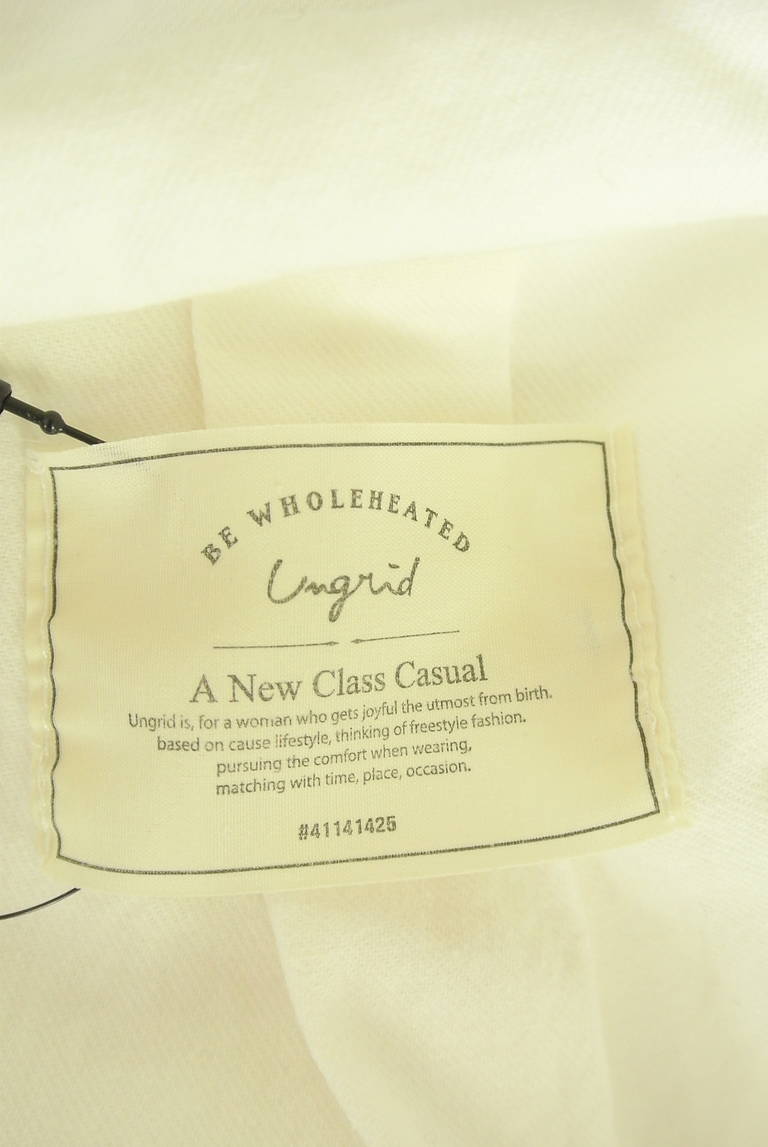 BE WHOLEHEATED
Ungrid
A New Class Casual
Ungrid is, for a woman who gets joyful the utmost from birth.
based on cause lifestyle, thinking of freestyle fashion.
pursuing the comfort when wearing,
matching with time, place, occasion.
#41141425